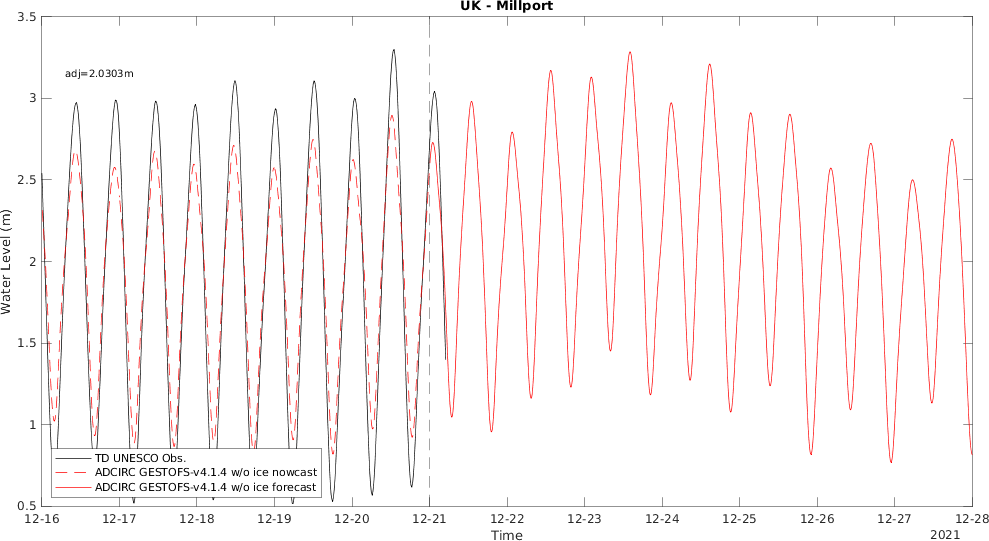 UK - Millport
3.5
adj=2.0303m
3
2.5
2
1.5
1
0.5
Water Level (m)
TD UNESCO Obs.
ADCIRC GESTOFS-v4.1.4 w/o ice nowcast
ADCIRC GESTOFS-v4.1.4 w/o ice forecast
12-16 12-17 12-18 12-19 12-20 12-21 12-22 12-23 12-24 12-25 12-26 12-27 12-28
Time
2021